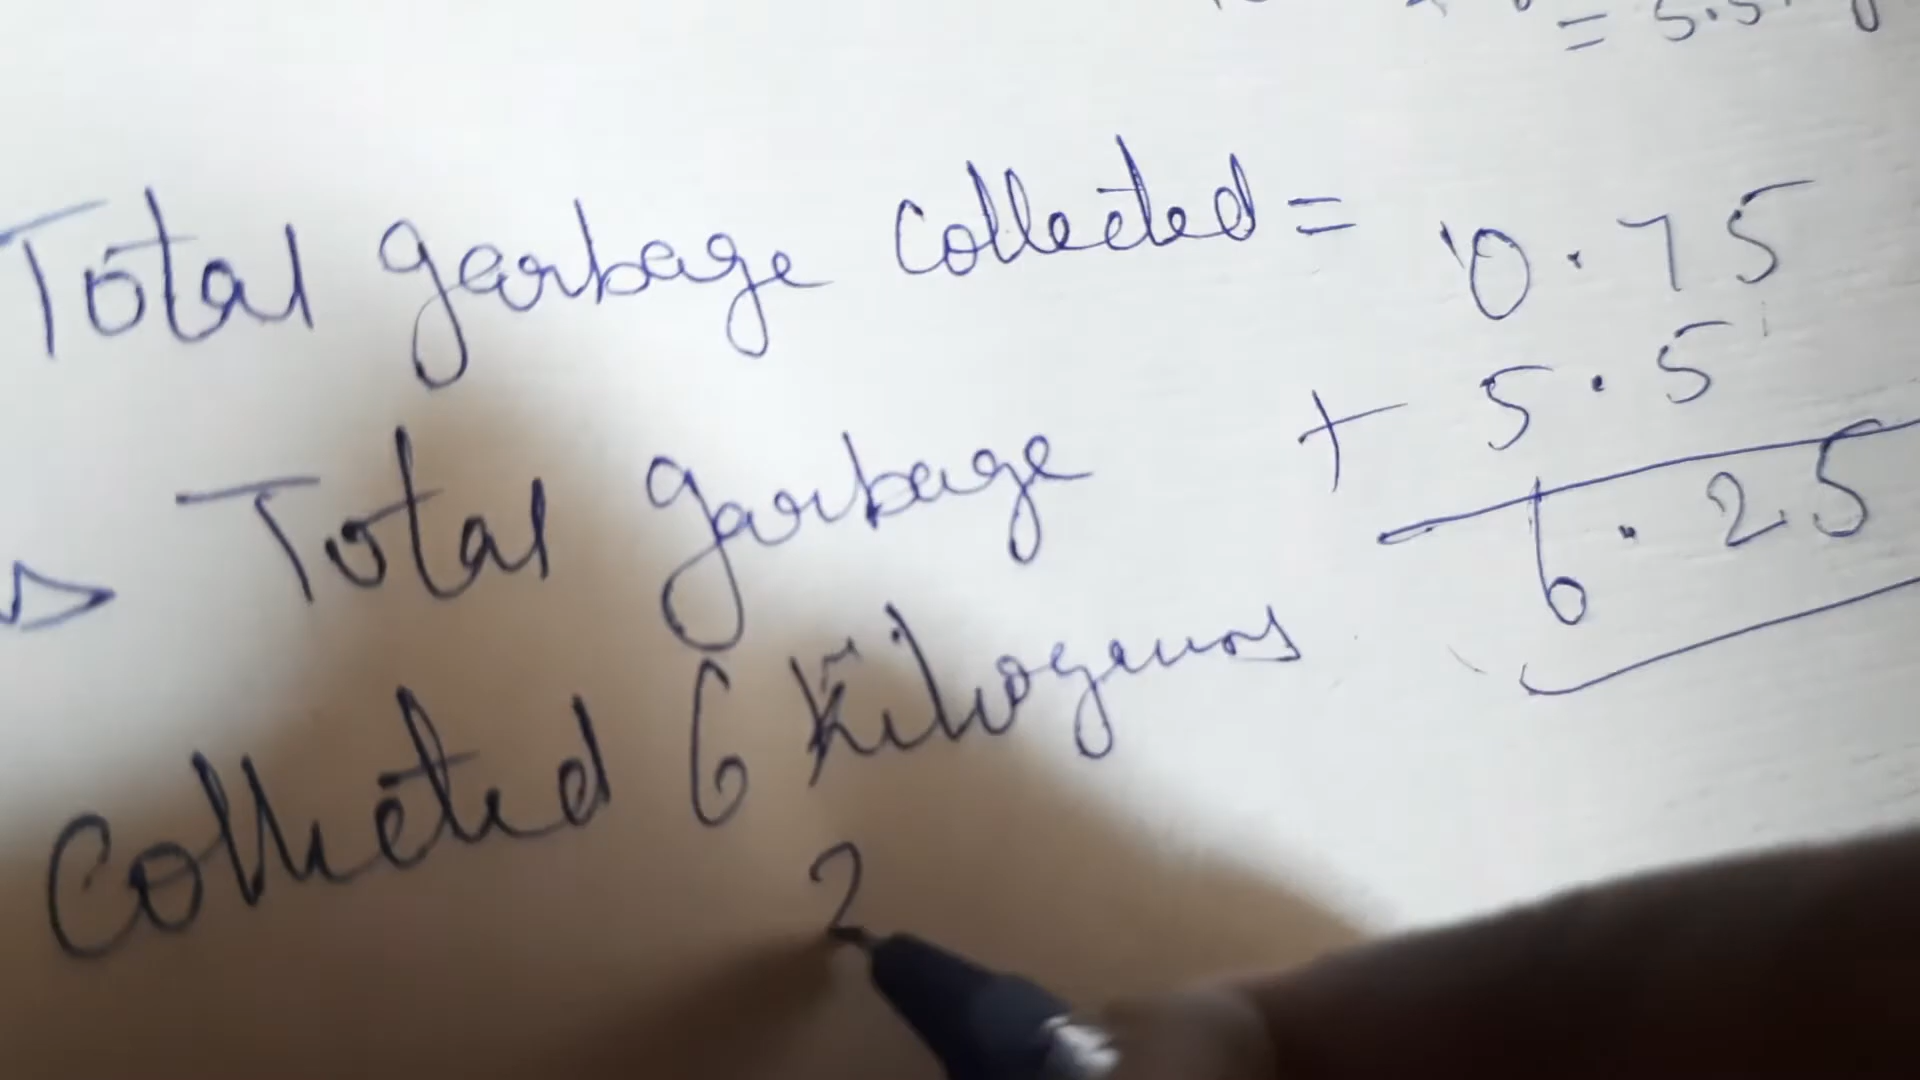 = 5.5
Total garbage collected = 0.75
+ 5.5
6.25
Total garbage
collected 6 Kilograms
2